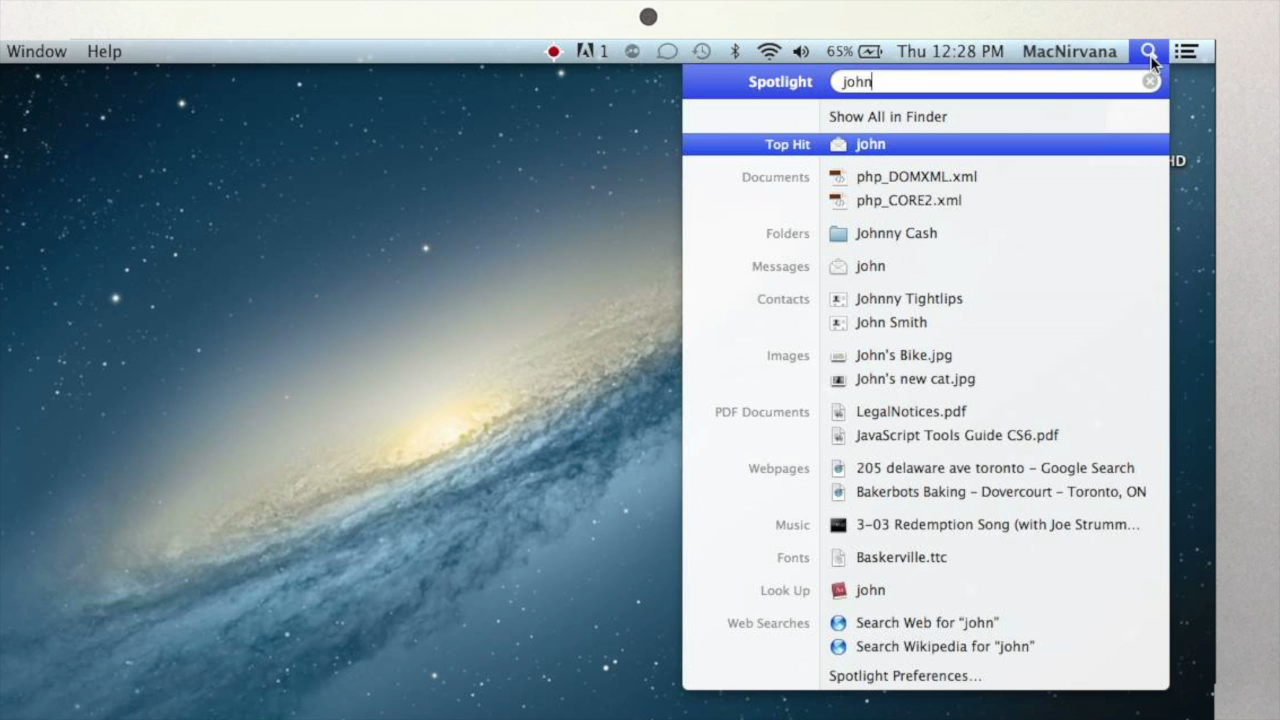 Window Help 1 65% Thu 12:28 PM MacNirvana
Spotlight john
Show All in Finder
HD
Top Hit john
Documents php_DOMXML.xml
php_CORE2.xml
Folders Johnny Cash
Messages john
Contacts Johnny Tightlips
John Smith
Images John's Bike.jpg
John's new cat.jpg
PDF Documents LegalNotices.pdf
JavaScript Tools Guide CS6.pdf
Webpages 205 delaware ave toronto – Google Search
Bakerbots Baking – Dovercourt – Toronto, ON
Music 3–03 Redemption Song (with Joe Strumm...
Fonts Baskerville.ttc
Look Up john
Web Searches Search Web for “john”
Search Wikipedia for “john”
Spotlight Preferences...